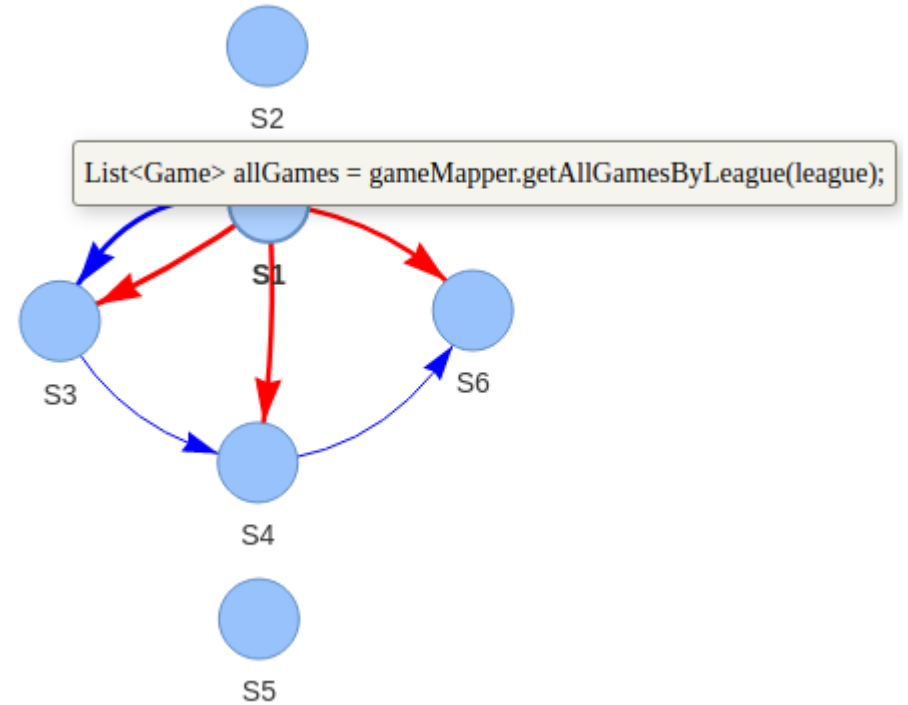 S2
List<Game> allGames = gameMapper.getAllGamesByLeague(league);
S1
S3
S6
S4
S5